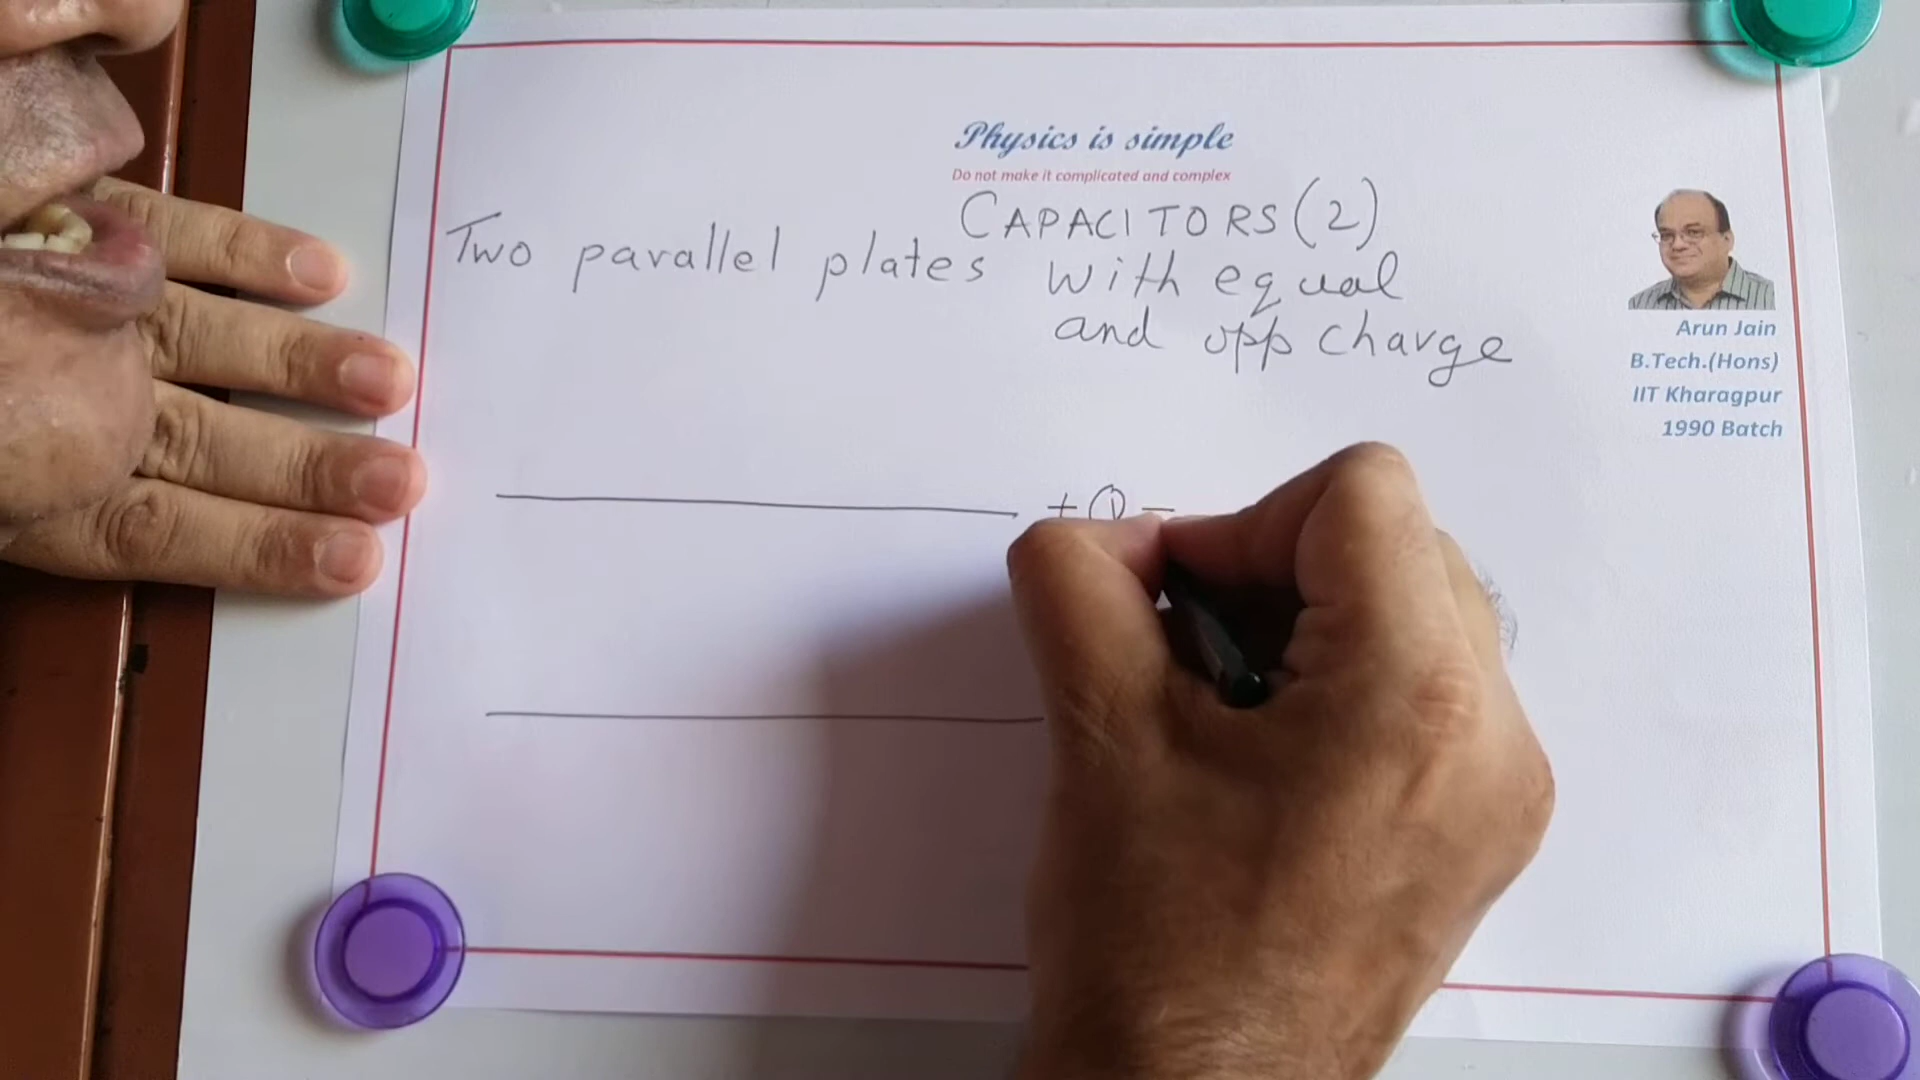 Physics is simple
Do not make it complicated and complex
CAPACITORS (2)
Two parallel plates with equal
and opp charge
Arun Jain
B.Tech.(Hons)
IIT Kharagpur
1990 Batch
+Q =